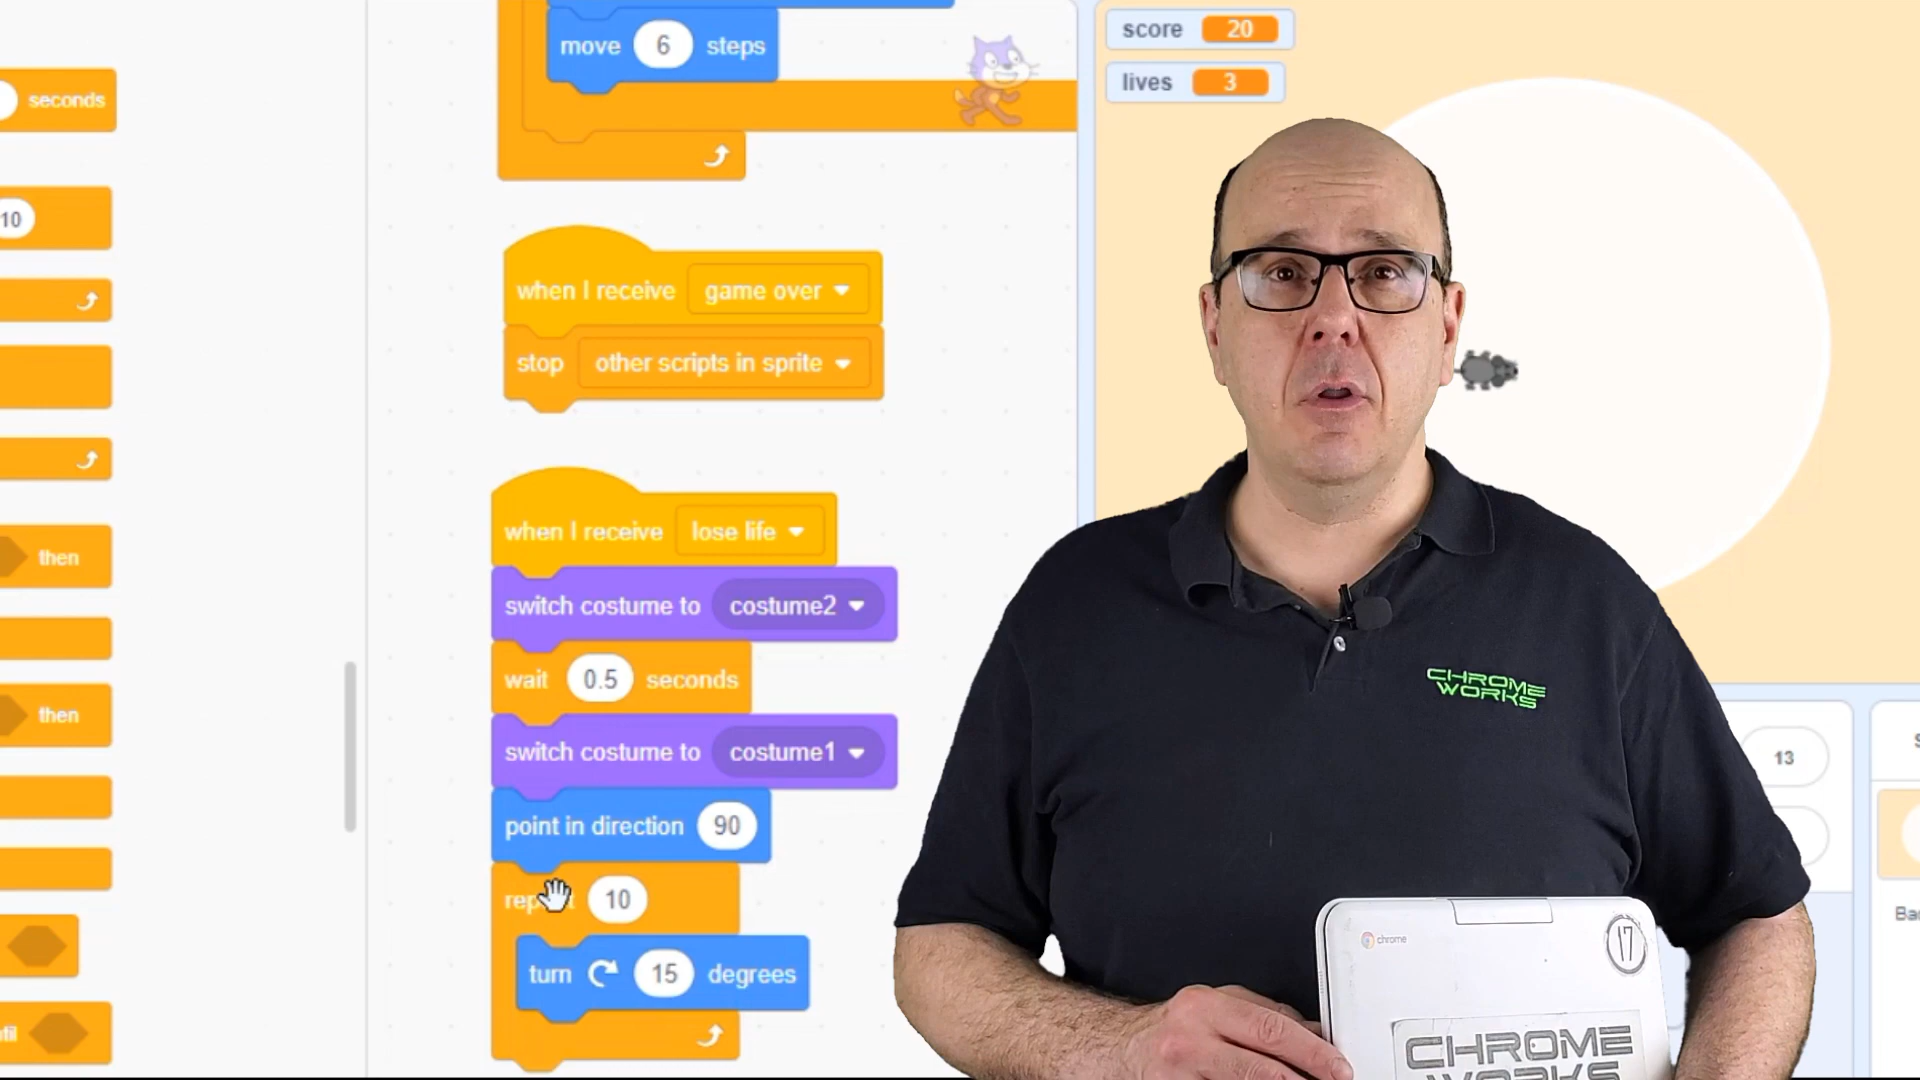 seconds
10
then
then
move 6 steps
when I receive game over
stop other scripts in sprite
when I receive lose life
switch costume to costume2
wait 0.5 seconds
switch costume to costume1
point in direction 90
10
turn 15 degrees
score 20
lives 3
CHROME
WORKS
13
chrome
17
CHROME
WORKS